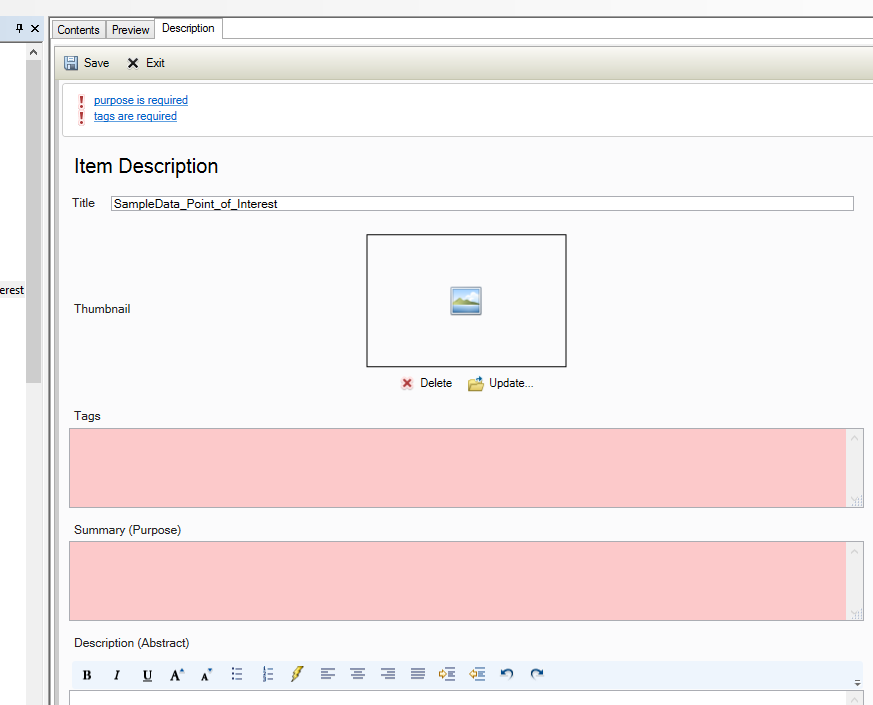 Contents Preview Description
Save Exit
purpose is required
tags are required
Item Description
Title SampleData_Point_of_Interest
erest
Thumbnail
Delete Update...
Tags
Summary (Purpose)
Description (Abstract)
B I U A A